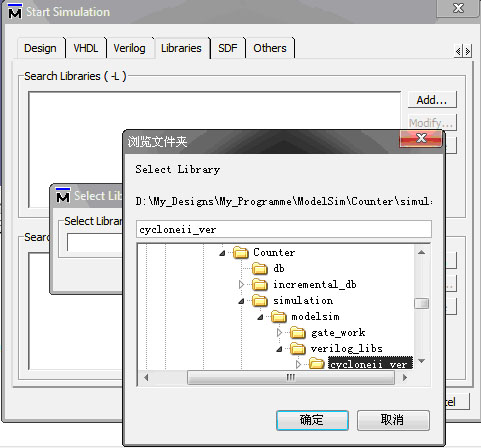 Start Simulation
Design
VHDL
Verilog
Libraries
SDF
Others
Search Libraries ( -L )
Add...
Modify...
浏览文件夹
Select Library
D:\My_Designs\My_Programme\ModelSim\Counter\simul
cycloneii_ver
Select Lib
Select Librar
Counter
db
incremental_db
simulation
modelsim
gate_work
verilog_libs
cycloneii_ver
Searc
确定
取消
cel